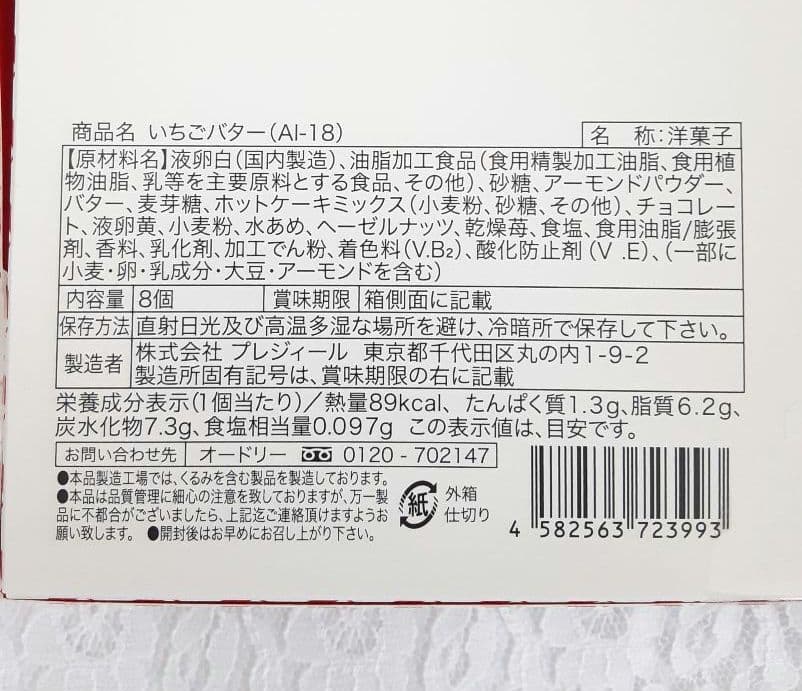 商品名 いちごバター(AI-18)
名 称:洋菓子
【原材料名】液卵白(国内製造)、油脂加工食品(食用精製加工油脂、食用植
物油脂、乳等を主要原料とする食品、その他)、砂糖、アーモンドパウダー、
バター、麦芽糖、ホットケーキミックス(小麦粉、砂糖、その他)、チョコレー
ト、液卵黄、小麦粉、水あめ、ヘーゼルナッツ、乾燥苺、食塩、食用油脂/膨張
剤、香料、乳化剤、加工でん粉、着色料(V.B₂)、酸化防止剤(V .E)、(一部に
小麦・卵・乳成分・大豆・アーモンドを含む)
内容量 8個 賞味期限 箱側面に記載
保存方法 直射日光及び高温多湿な場所を避け、冷暗所で保存して下さい。
製造者 株式会社 プレジィール 東京都千代田区丸の内1-9-2
製造所固有記号は、賞味期限の右に記載
栄養成分表示(1個当たり)/熱量89kcal、たんぱく質1.3g、脂質6.2g、
炭水化物7.3g、食塩相当量0.097g この表示値は、目安です。
お問い合わせ先 オードリー 0120-702147
●本品製造工場では、くるみを含む製品を製造しております。
●本品は品質管理に細心の注意を致しておりますが、万一製
品に不都合がございましたら、上記迄ご連絡頂けますようお
願い致します。 ●開封後はお早めにお召し上がり下さい。
紙 外箱
仕切り
4 582563 723993